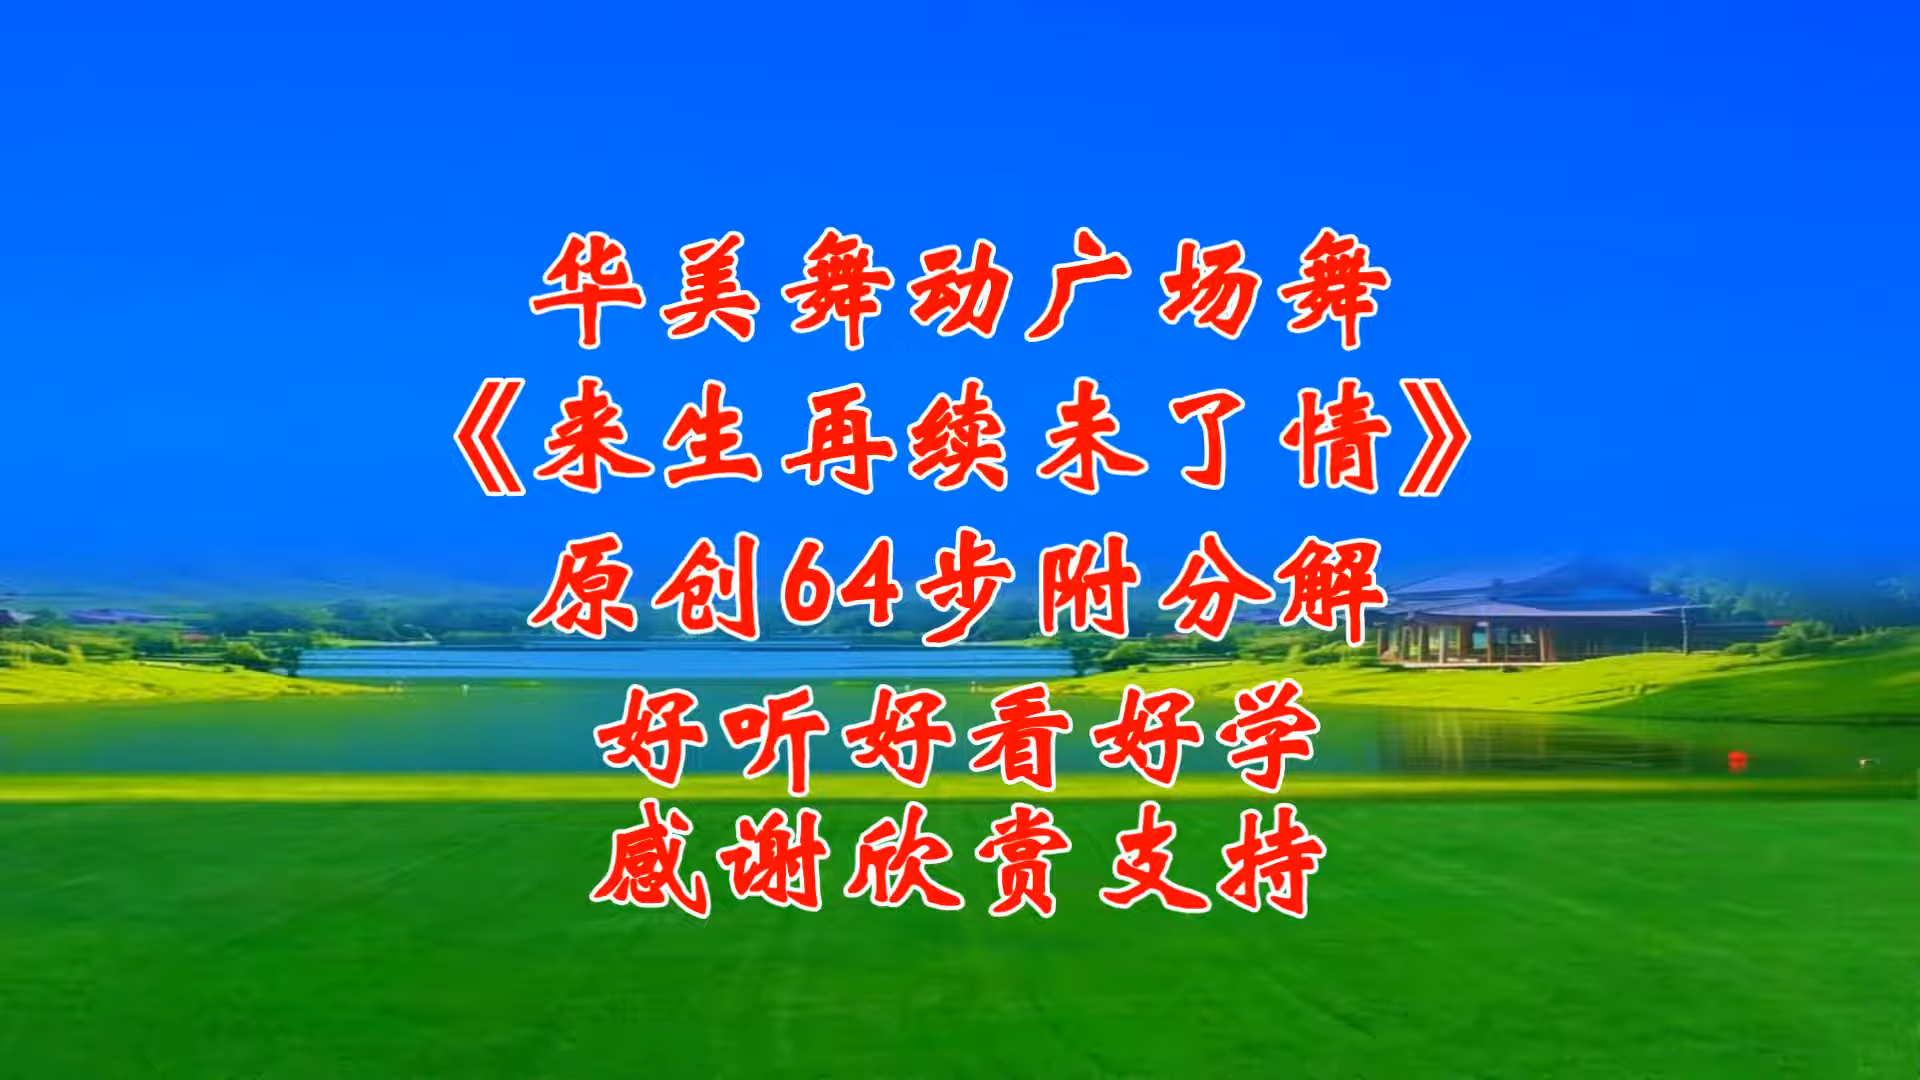 华美舞动广场舞
《来生再续未了情》
原创64步附分解
好听好看好学
感谢欣赏支持